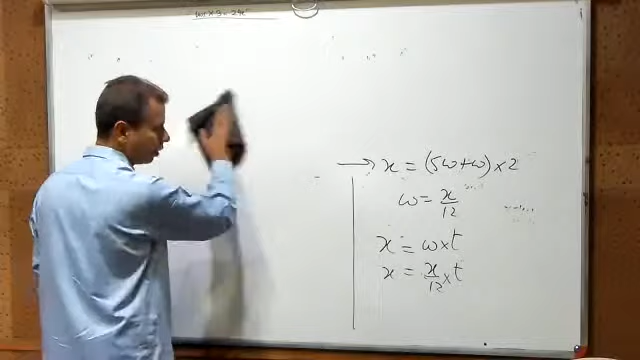 → x = (5ω+ω)×2
ω = x/12
x = ω×t
x = x/12 × t